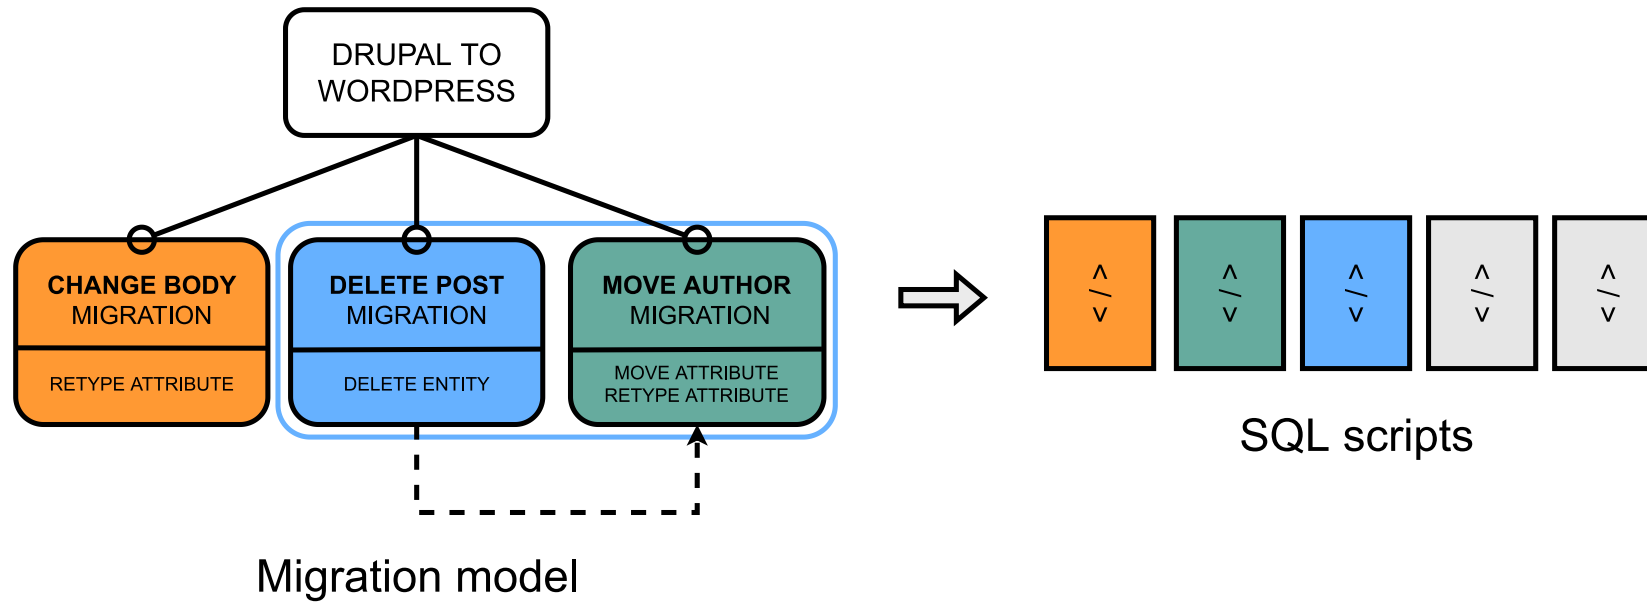 DRUPAL TO
WORDPRESS
CHANGE BODY
MIGRATION
RETYPE ATTRIBUTE
DELETE POST
MIGRATION
DELETE ENTITY
MOVE AUTHOR
MIGRATION
MOVE ATTRIBUTE
RETYPE ATTRIBUTE
Migration model
</>
</>
</>
</>
</>
SQL scripts